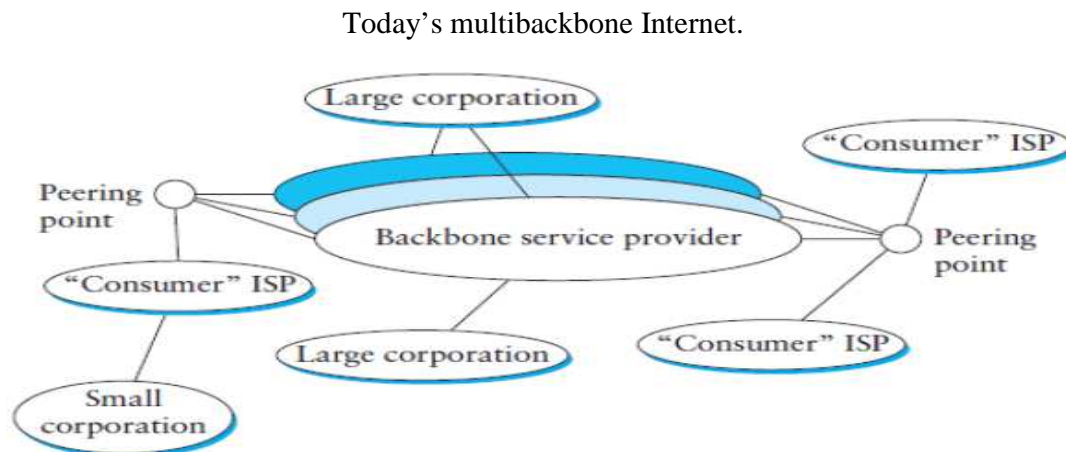 Today’s multibackbone Internet.
Large corporation
“Consumer” ISP
Peering
point
Backbone service provider
Peering
point
“Consumer” ISP
Large corporation
“Consumer” ISP
Small
corporation